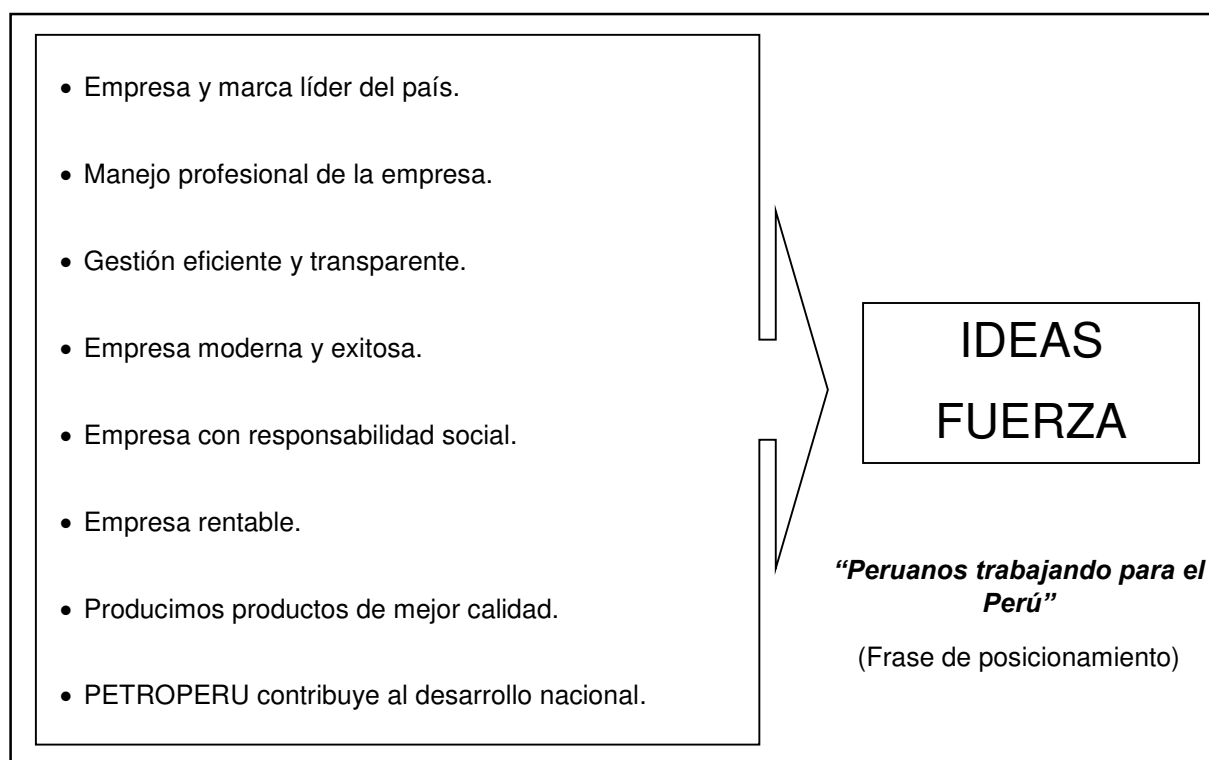 • Empresa y marca líder del país.
• Manejo profesional de la empresa.
• Gestión eficiente y transparente.
• Empresa moderna y exitosa.
• Empresa con responsabilidad social.
• Empresa rentable.
• Producimos productos de mejor calidad.
• PETROPERU contribuye al desarrollo nacional.
IDEAS
FUERZA
“Peruanos trabajando para el
Perú”
(Frase de posicionamiento)